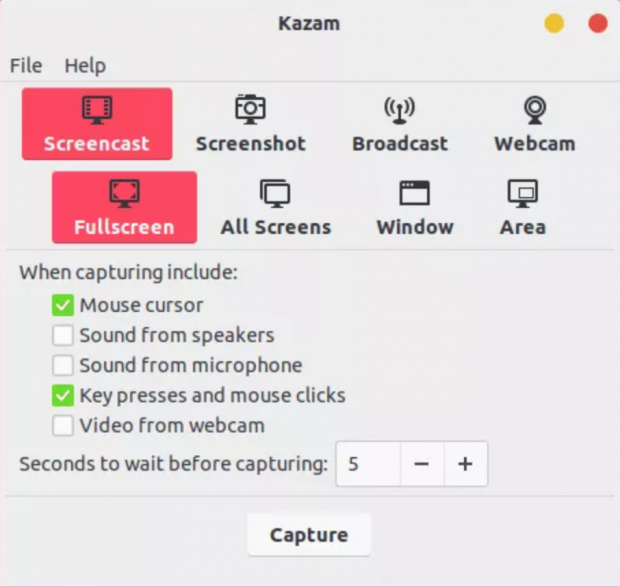 Kazam
File Help
Screencast Screenshot Broadcast Webcam
Fullscreen All Screens Window Area
When capturing include:
Mouse cursor
Sound from speakers
Sound from microphone
Key presses and mouse clicks
Video from webcam
Seconds to wait before capturing: 5 − +
Capture